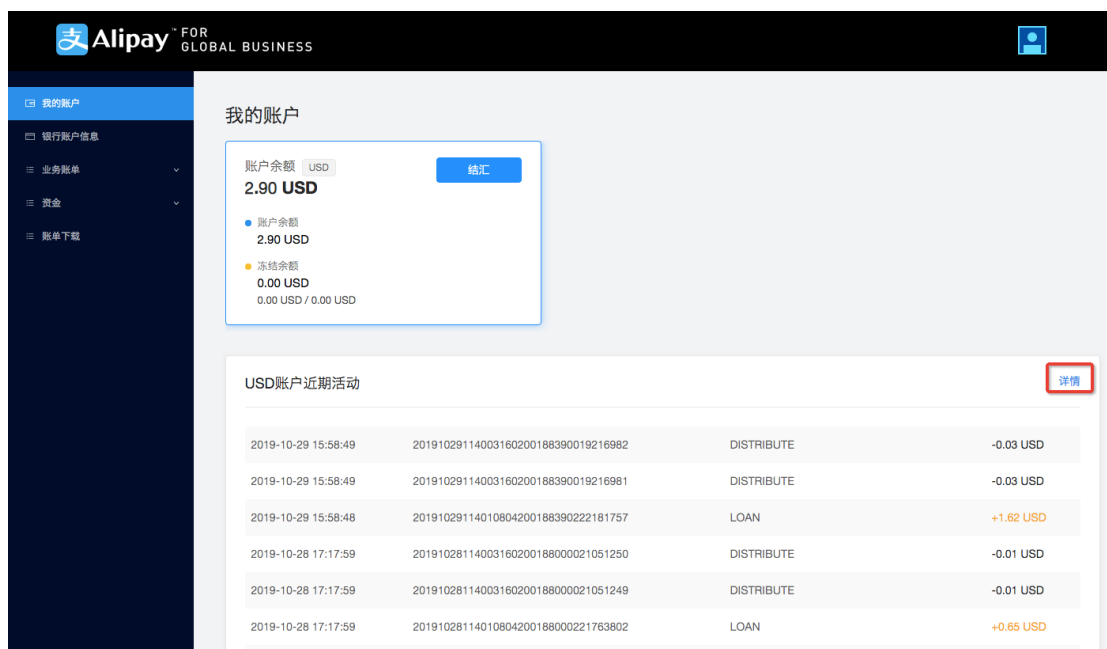 支 Alipay™ FOR
GLOBAL BUSINESS
我的账户
银行账户信息
业务账单
资金
账单下载
我的账户
账户余额 USD 结汇
2.90 USD
账户余额
2.90 USD
冻结余额
0.00 USD
0.00 USD / 0.00 USD
USD账户近期活动 详情
2019-10-29 15:58:49 20191029114003160200188390019216982 DISTRIBUTE -0.03 USD
2019-10-29 15:58:49 20191029114003160200188390019216981 DISTRIBUTE -0.03 USD
2019-10-29 15:58:48 20191029114010804200188390222181757 LOAN +1.62 USD
2019-10-28 17:17:59 20191028114003160200188000021051250 DISTRIBUTE -0.01 USD
2019-10-28 17:17:59 20191028114003160200188000021051249 DISTRIBUTE -0.01 USD
2019-10-28 17:17:59 20191028114010804200188000221763802 LOAN +0.65 USD